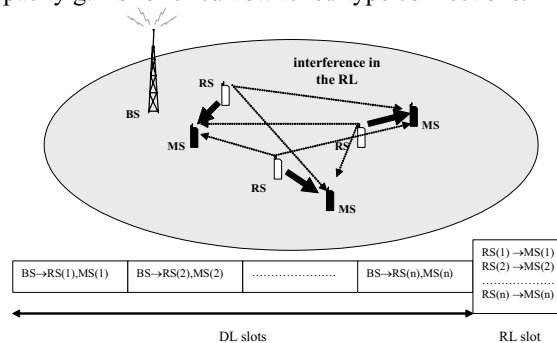 interference in
the RL
RS
BS
MS
RS
MS
RS
MS
BS→RS(1),MS(1)
BS→RS(2),MS(2)
.......................
BS→RS(n),MS(n)
RS(1) →MS(1)
RS(2) →MS(2)
.......................
RS(n) →MS(n)
DL slots
RL slot